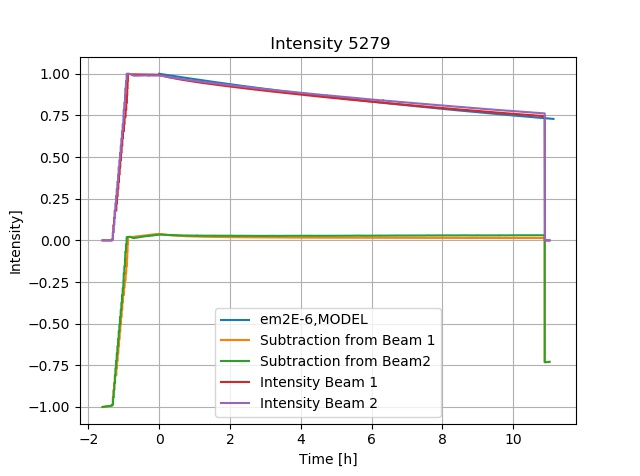 Intensity 5279
1.00
0.75
0.50
0.25
0.00
−0.25
−0.50
−0.75
−1.00
Intensity]
em2E-6,MODEL
Subtraction from Beam 1
Subtraction from Beam2
Intensity Beam 1
Intensity Beam 2
−2 0 2 4 6 8 10
Time [h]